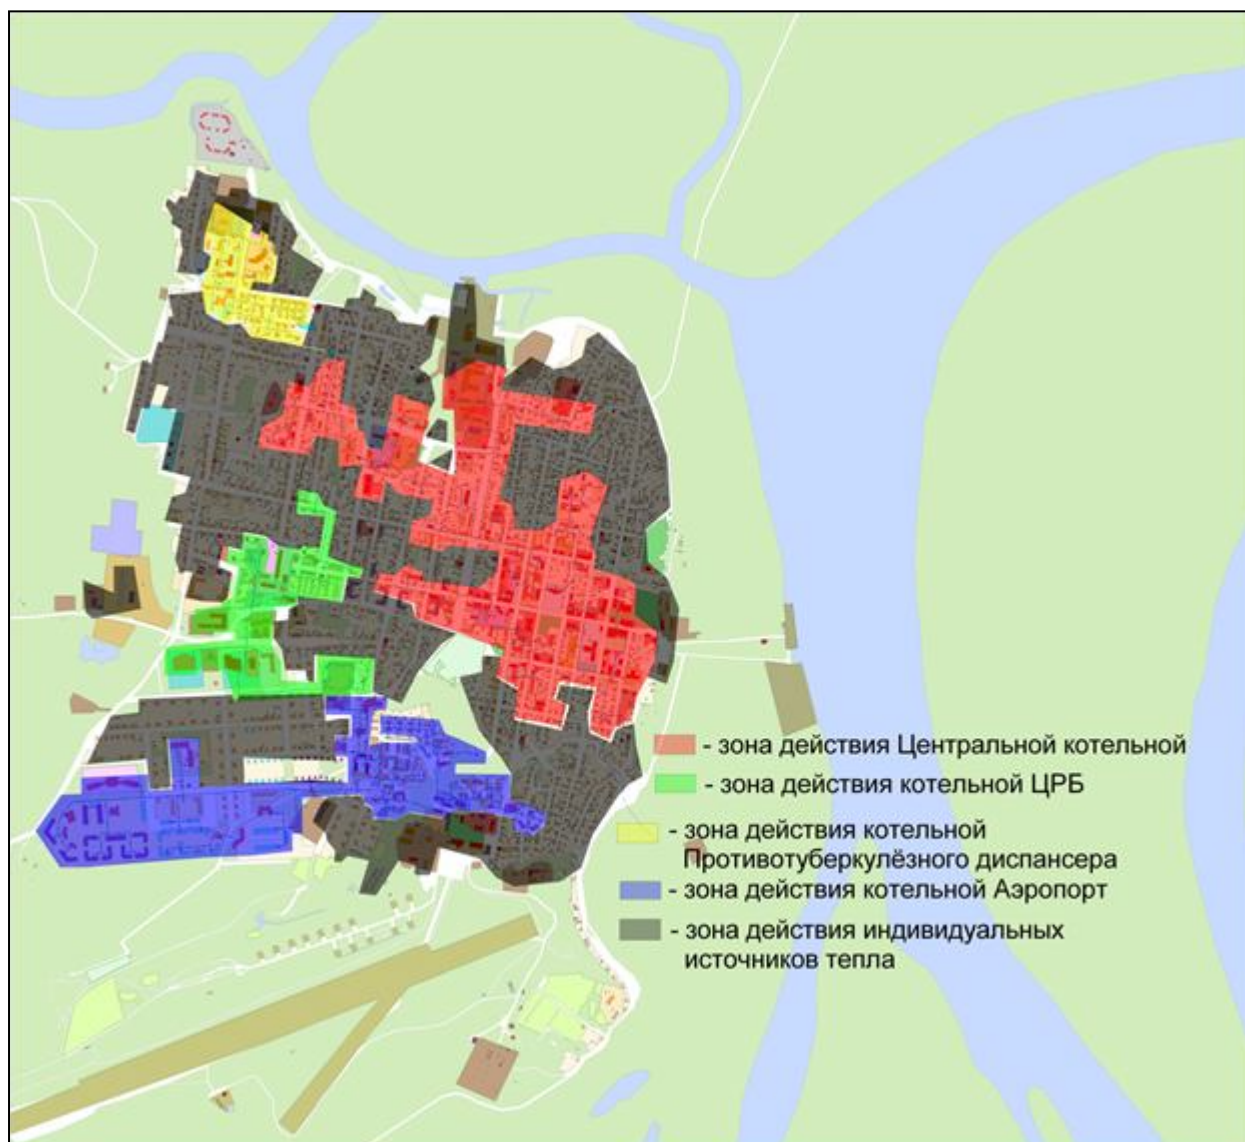 - зона действия Центральной котельной
- зона действия котельной ЦРБ
- зона действия котельной
Противотуберкулёзного диспансера
- зона действия котельной Аэропорт
- зона действия индивидуальных
источников тепла